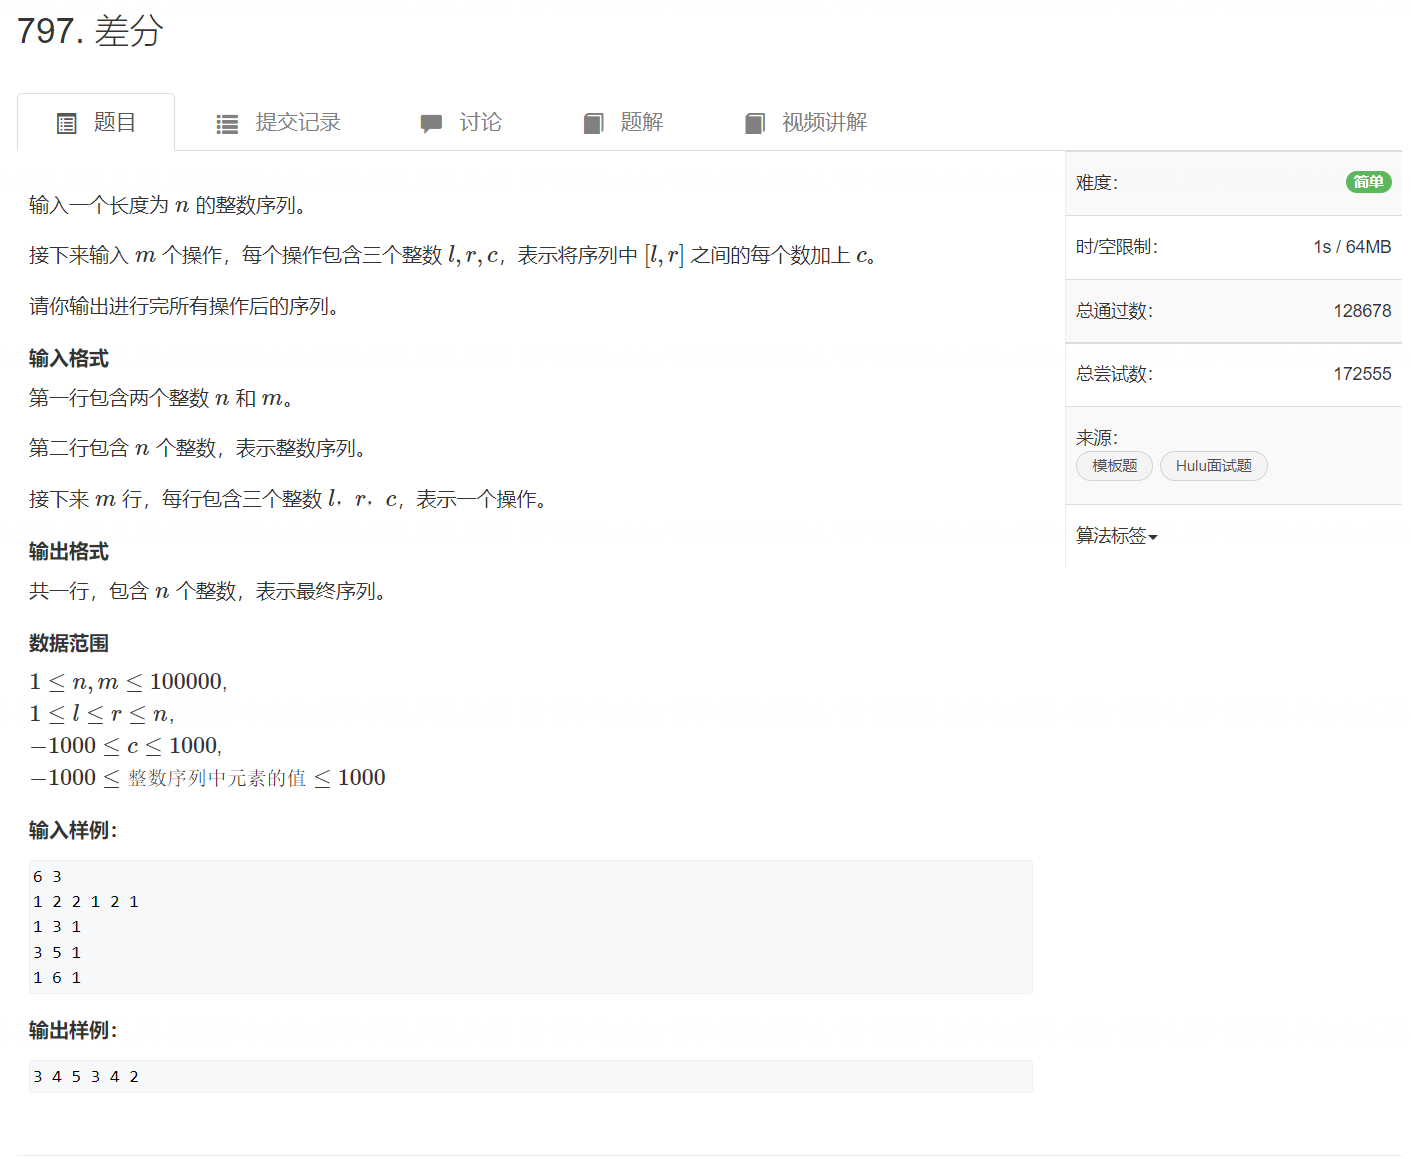 797. 差分
题目 提交记录 讨论 题解 视频讲解
输入一个长度为 n 的整数序列。
接下来输入 m 个操作，每个操作包含三个整数 l, r, c，表示将序列中 [l, r] 之间的每个数加上 c。
请你输出进行完所有操作后的序列。
输入格式
第一行包含两个整数 n 和 m。
第二行包含 n 个整数，表示整数序列。
接下来 m 行，每行包含三个整数 l，r，c，表示一个操作。
输出格式
共一行，包含 n 个整数，表示最终序列。
数据范围
1 ≤ n, m ≤ 100000,
1 ≤ l ≤ r ≤ n,
−1000 ≤ c ≤ 1000,
−1000 ≤ 整数序列中元素的值 ≤ 1000
输入样例：
6 3
1 2 2 1 2 1
1 3 1
3 5 1
1 6 1
输出样例：
3 4 5 3 4 2
难度： 简单
时/空限制： 1s / 64MB
总通过数： 128678
总尝试数： 172555
来源：
模板题 Hulu面试题
算法标签